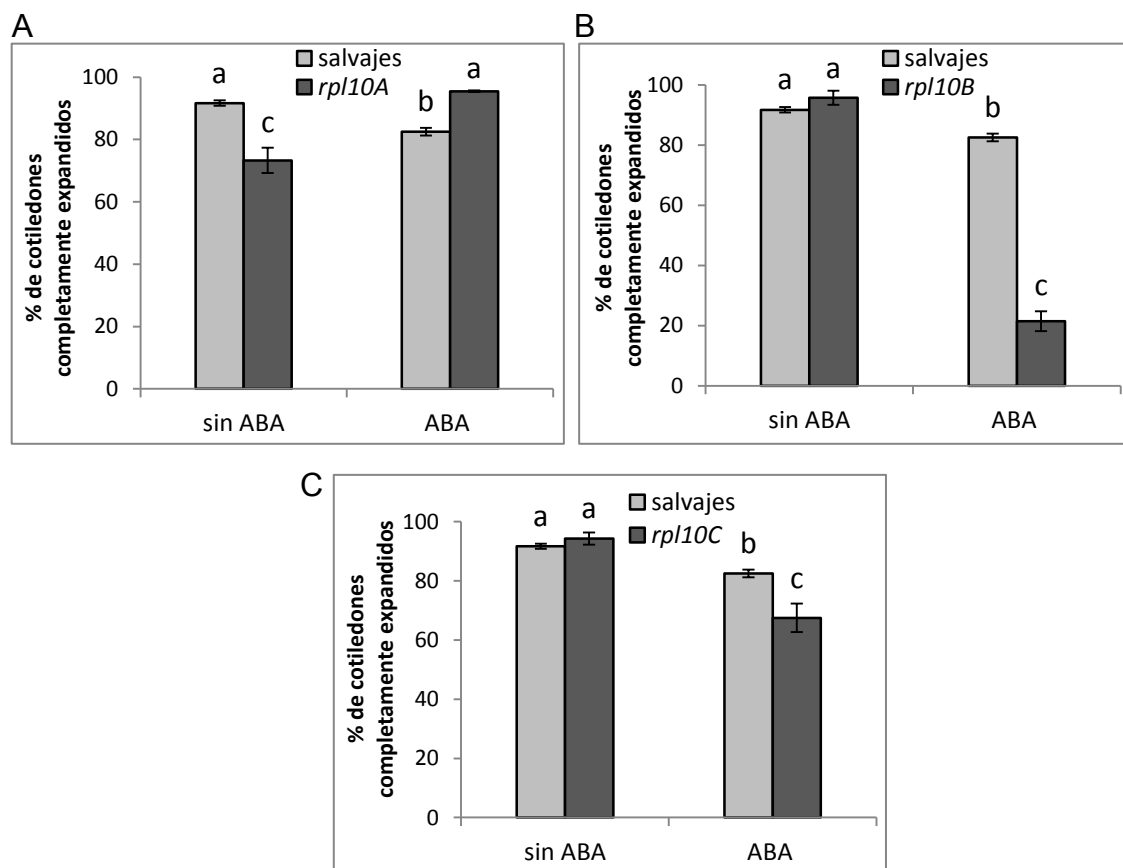 A
salvajes
rpl10A
a
c
b
a
100
80
60
40
20
0
% de cotiledones
completamente expandidos
sin ABA
ABA
B
salvajes
rpl10B
a
a
b
c
100
80
60
40
20
0
% de cotiledones
completamente expandidos
sin ABA
ABA
C
salvajes
rpl10C
a
a
b
c
100
80
60
40
20
0
% de cotiledones
completamente expandidos
sin ABA
ABA